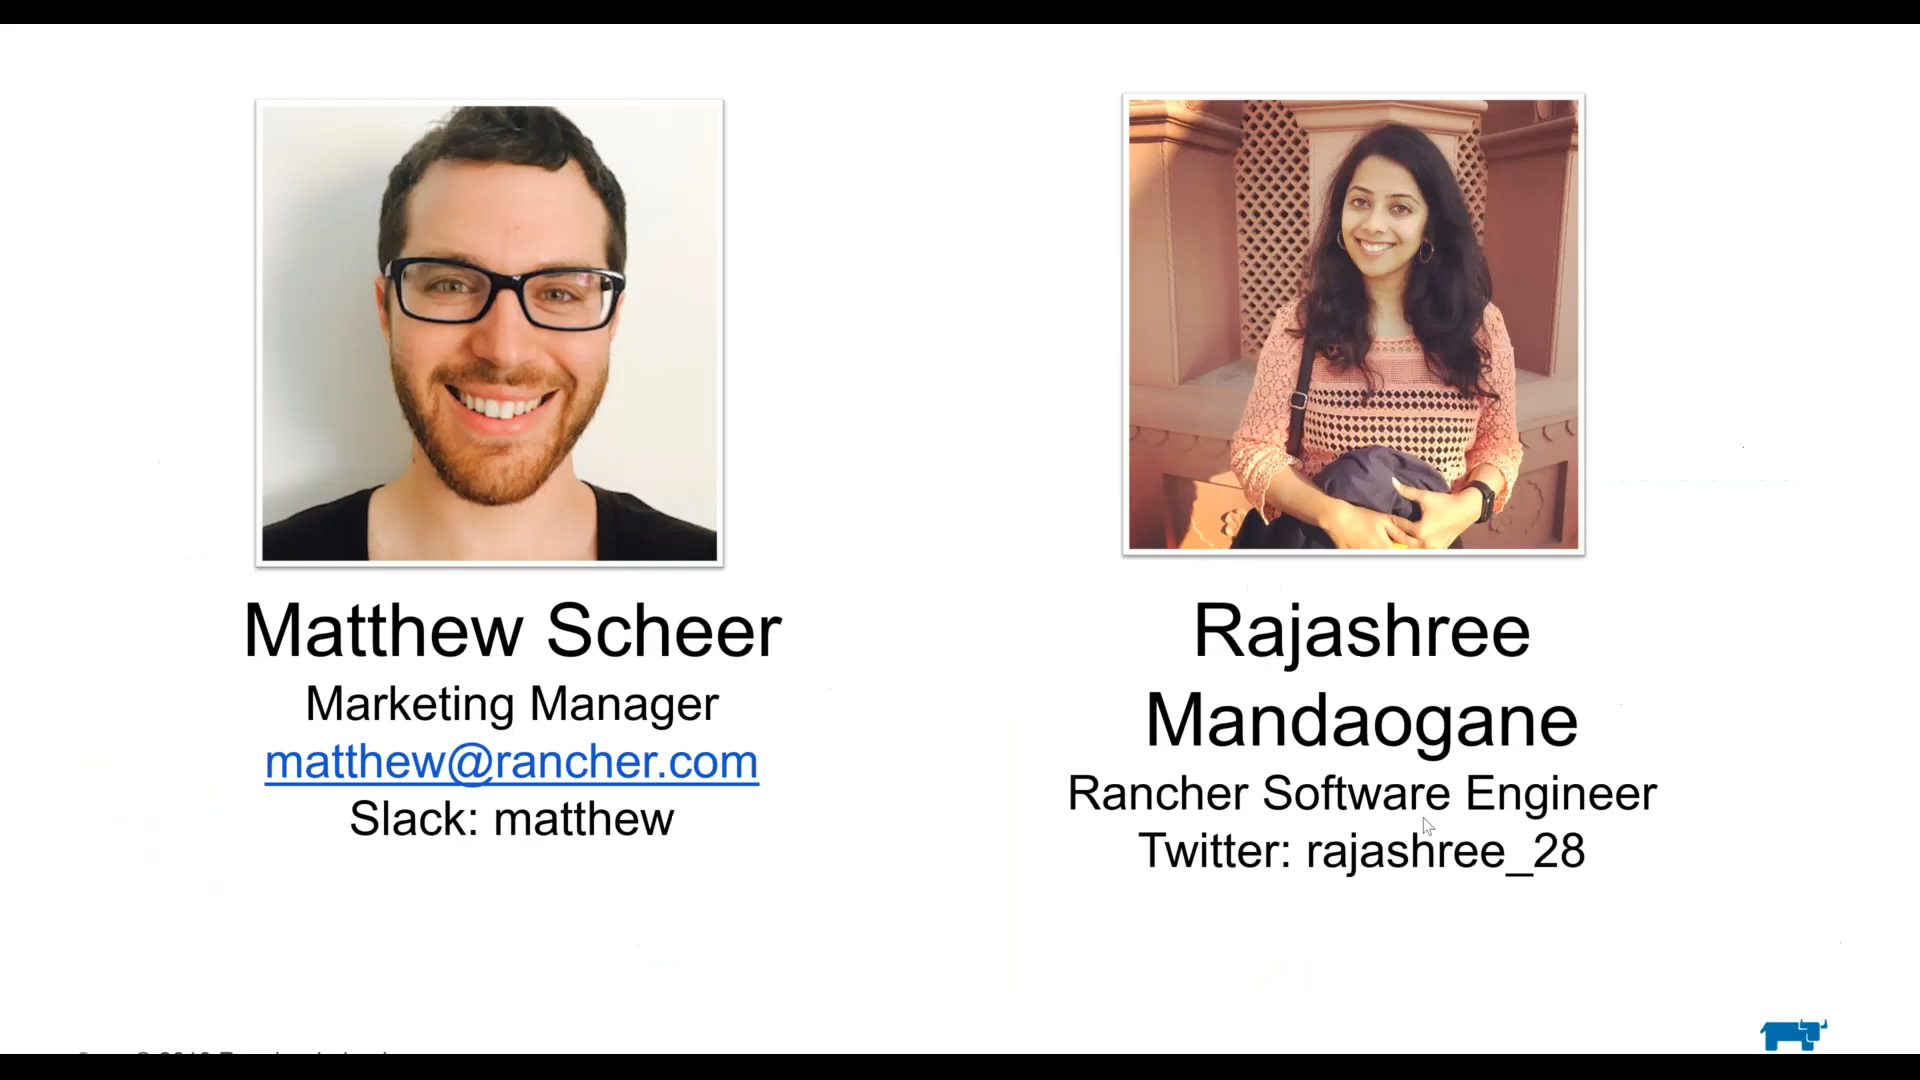 Matthew Scheer
Marketing Manager
matthew@rancher.com
Slack: matthew
Rajashree
Mandaogane
Rancher Software Engineer
Twitter: rajashree_28